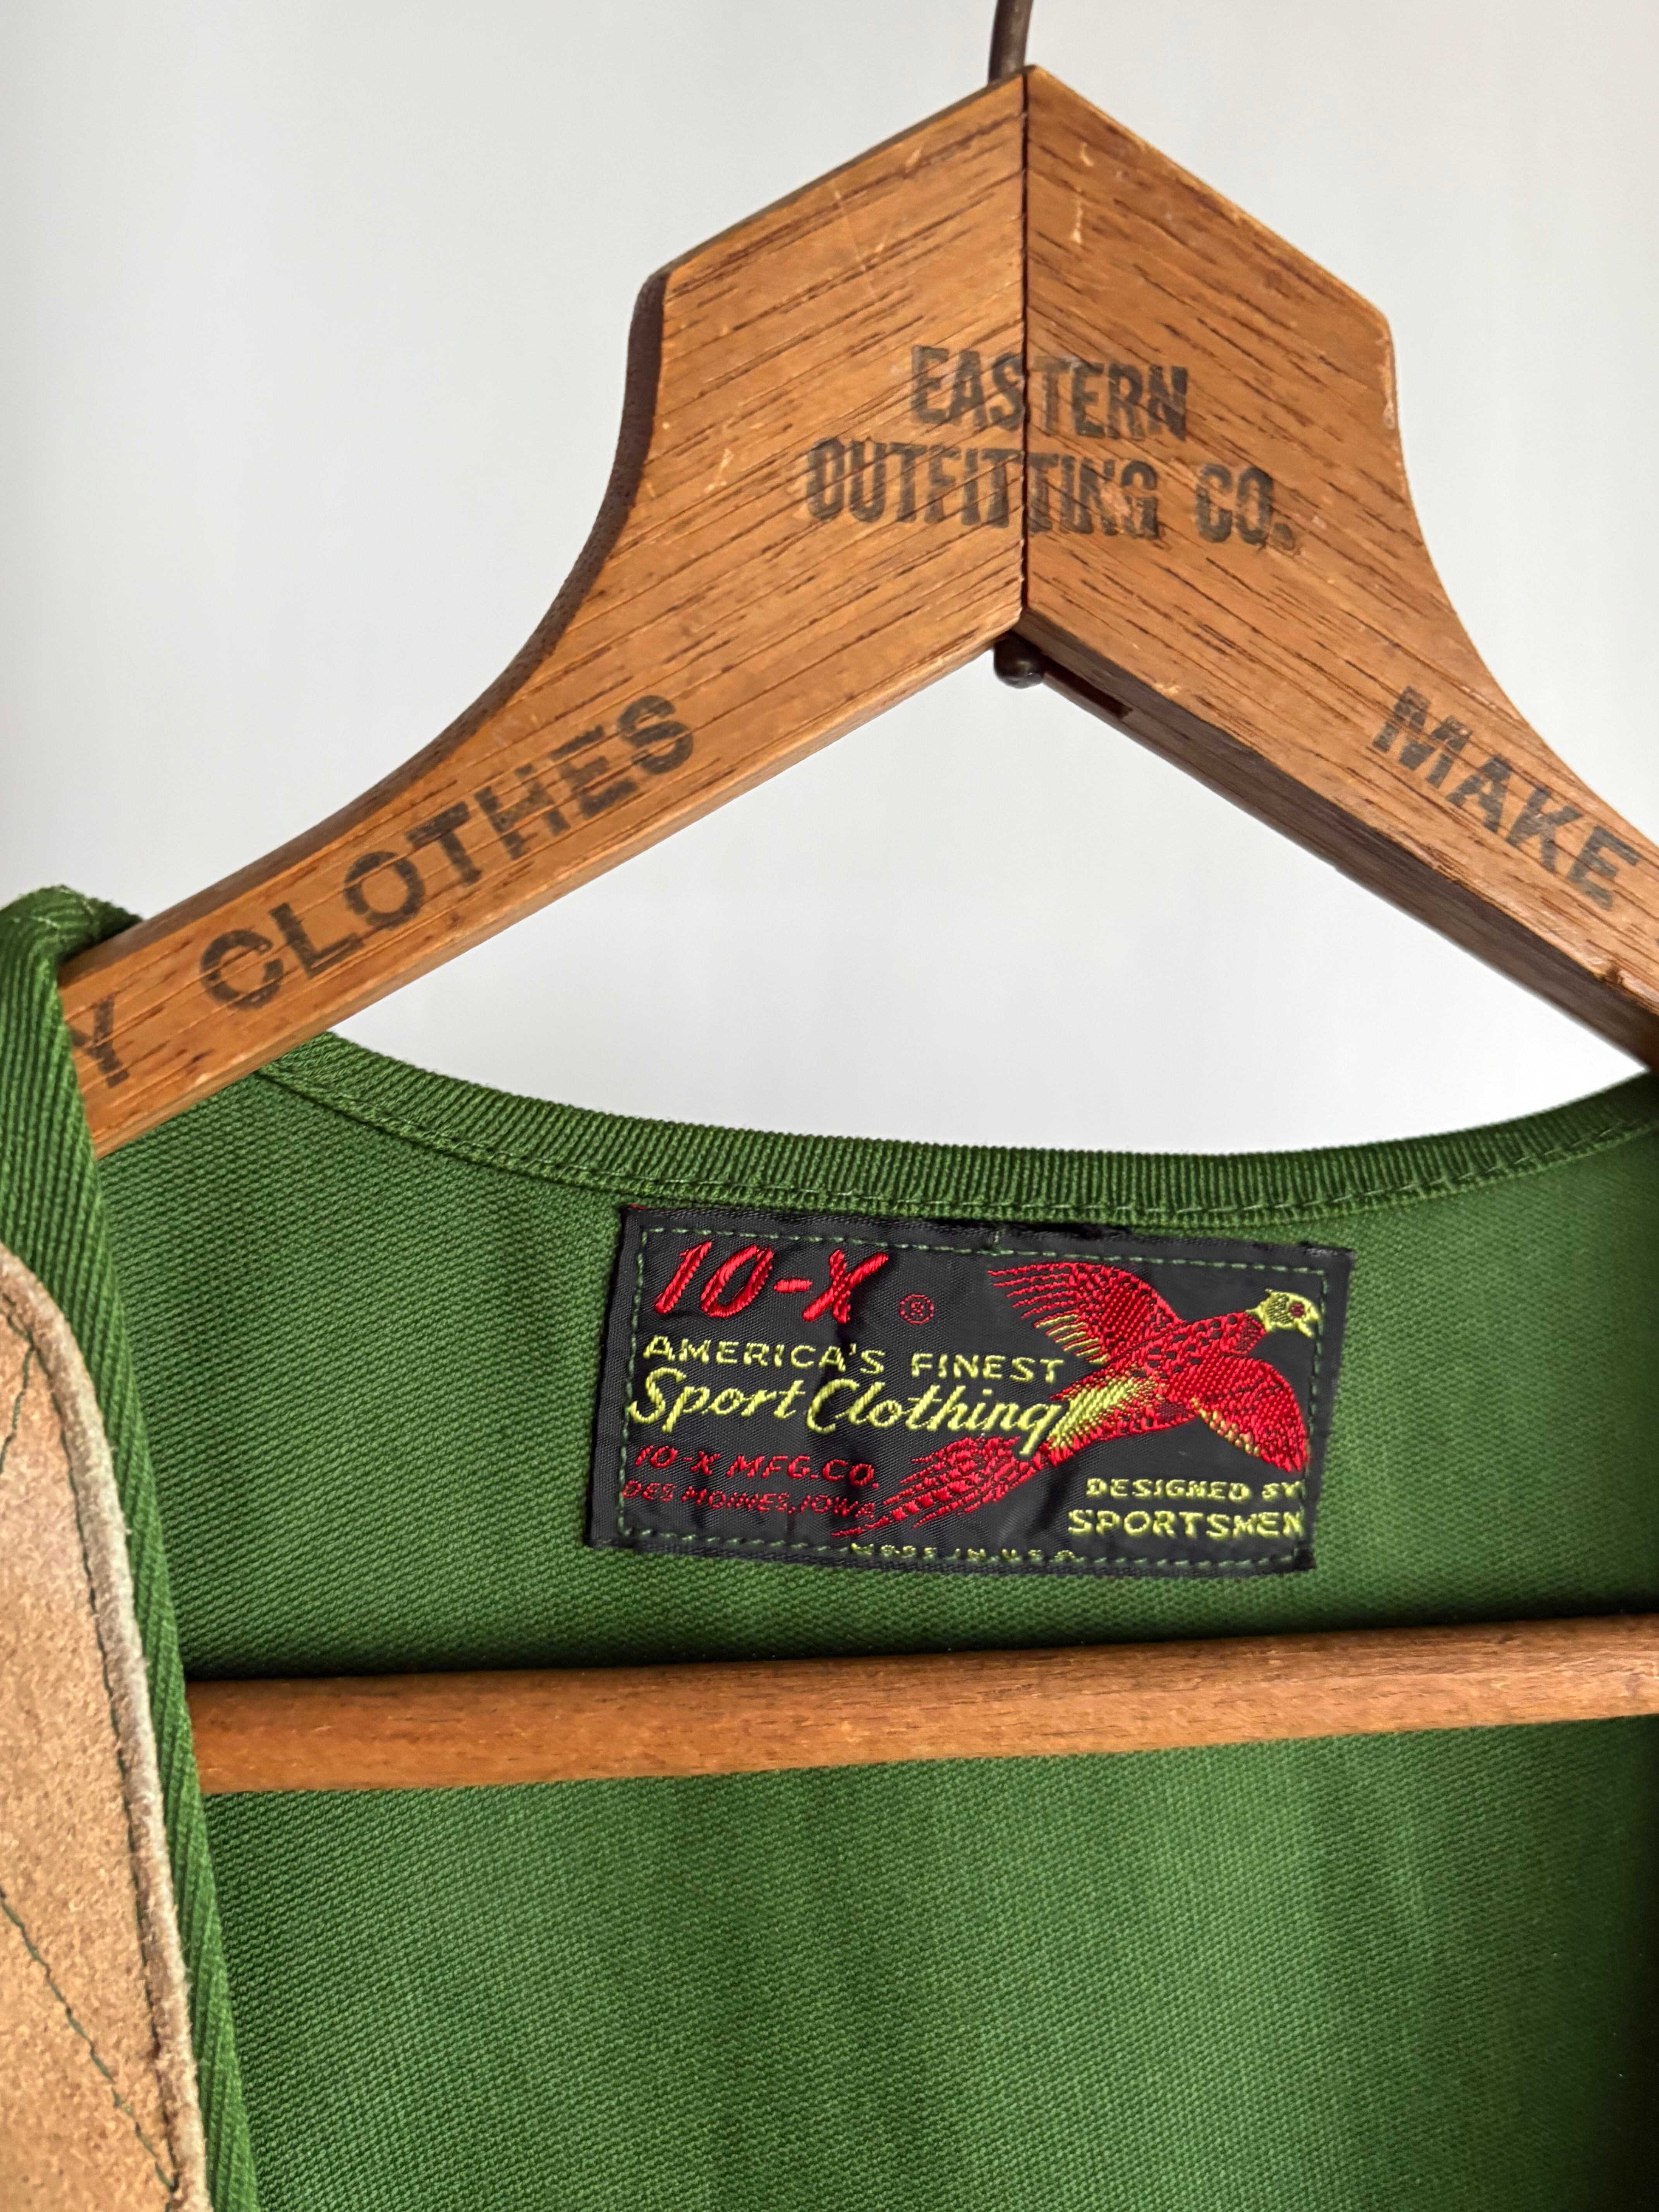 EASTERN
OUTFITTING CO.
CLOTHES
MAKE
10-X ®
AMERICA'S FINEST
Sport Clothing
10-X MFG. CO.
DES MOINES, IOWA
DESIGNED BY
SPORTSMEN
MADE IN U.S.A.